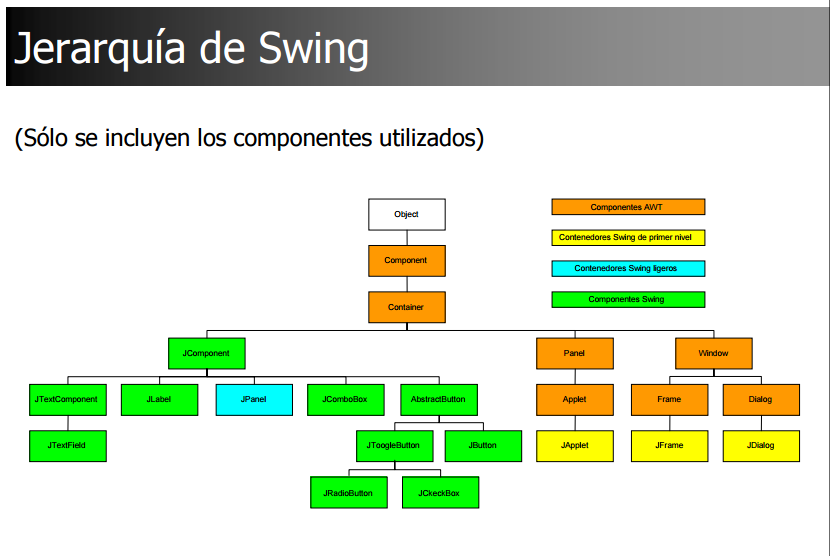 Jerarquía de Swing
(Sólo se incluyen los componentes utilizados)
Object
Componentes AWT
Contenedores Swing de primer nivel
Component
Contenedores Swing ligeros
Container
Componentes Swing
JComponent
Panel
Window
JTextComponent
JLabel
JPanel
JComboBox
AbstractButton
Applet
Frame
Dialog
JTextField
JToogleButton
JButton
JApplet
JFrame
JDialog
JRadioButton
JCkeckBox